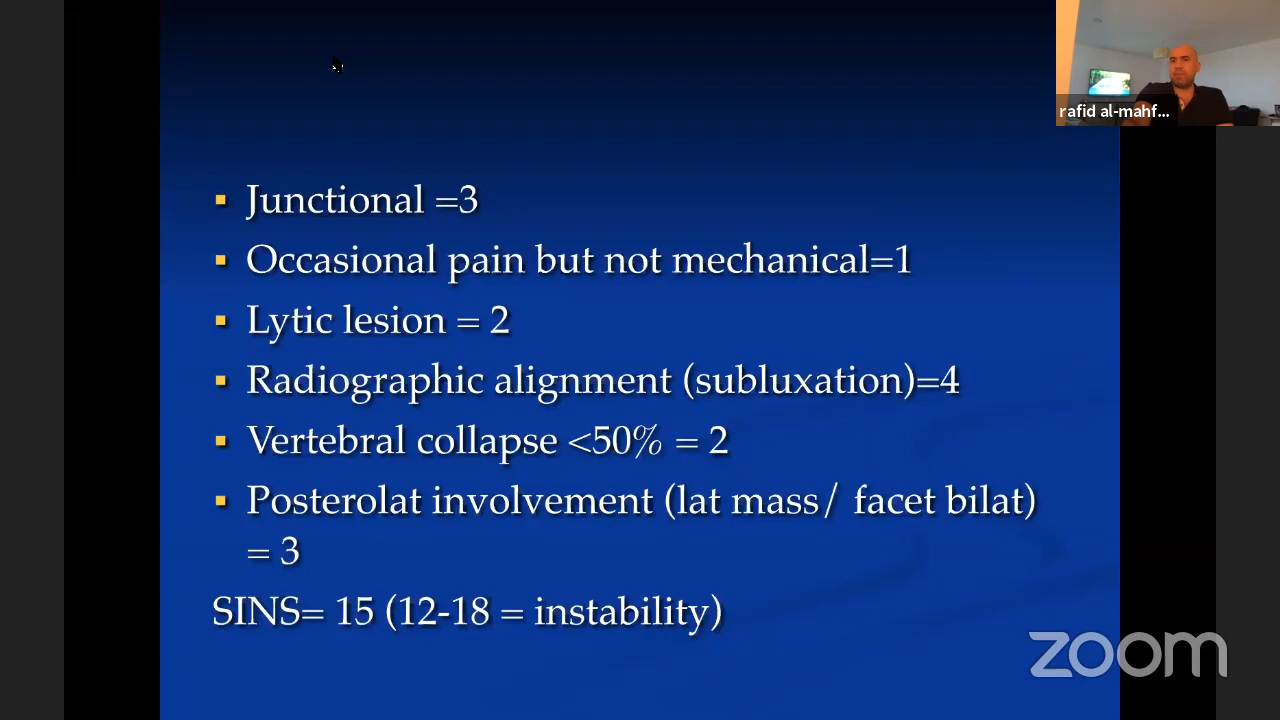 rafid al-mahf...
Junctional =3
Occasional pain but not mechanical=1
Lytic lesion = 2
Radiographic alignment (subluxation)=4
Vertebral collapse <50% = 2
Posterolat involvement (lat mass/ facet bilat)
= 3
SINS= 15 (12-18 = instability)
zoom